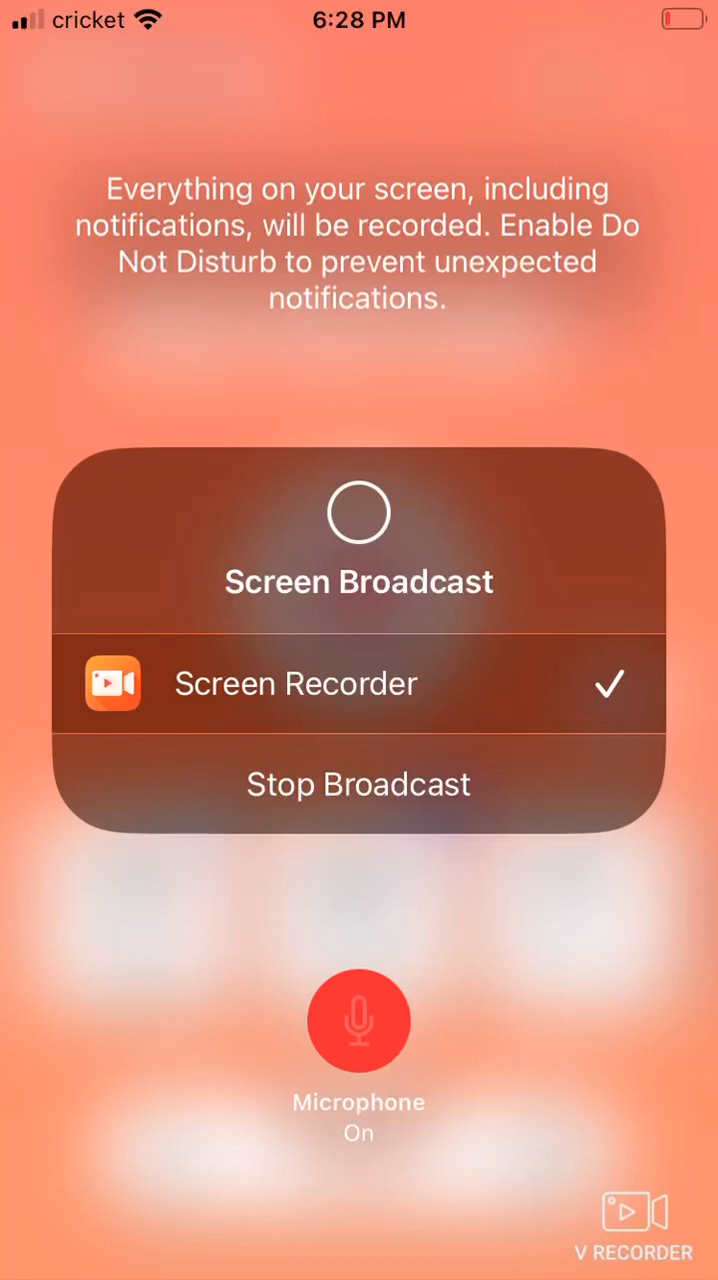 cricket 6:28 PM
Everything on your screen, including
notifications, will be recorded. Enable Do
Not Disturb to prevent unexpected
notifications.
Screen Broadcast
Screen Recorder
Stop Broadcast
Microphone
On
V RECORDER